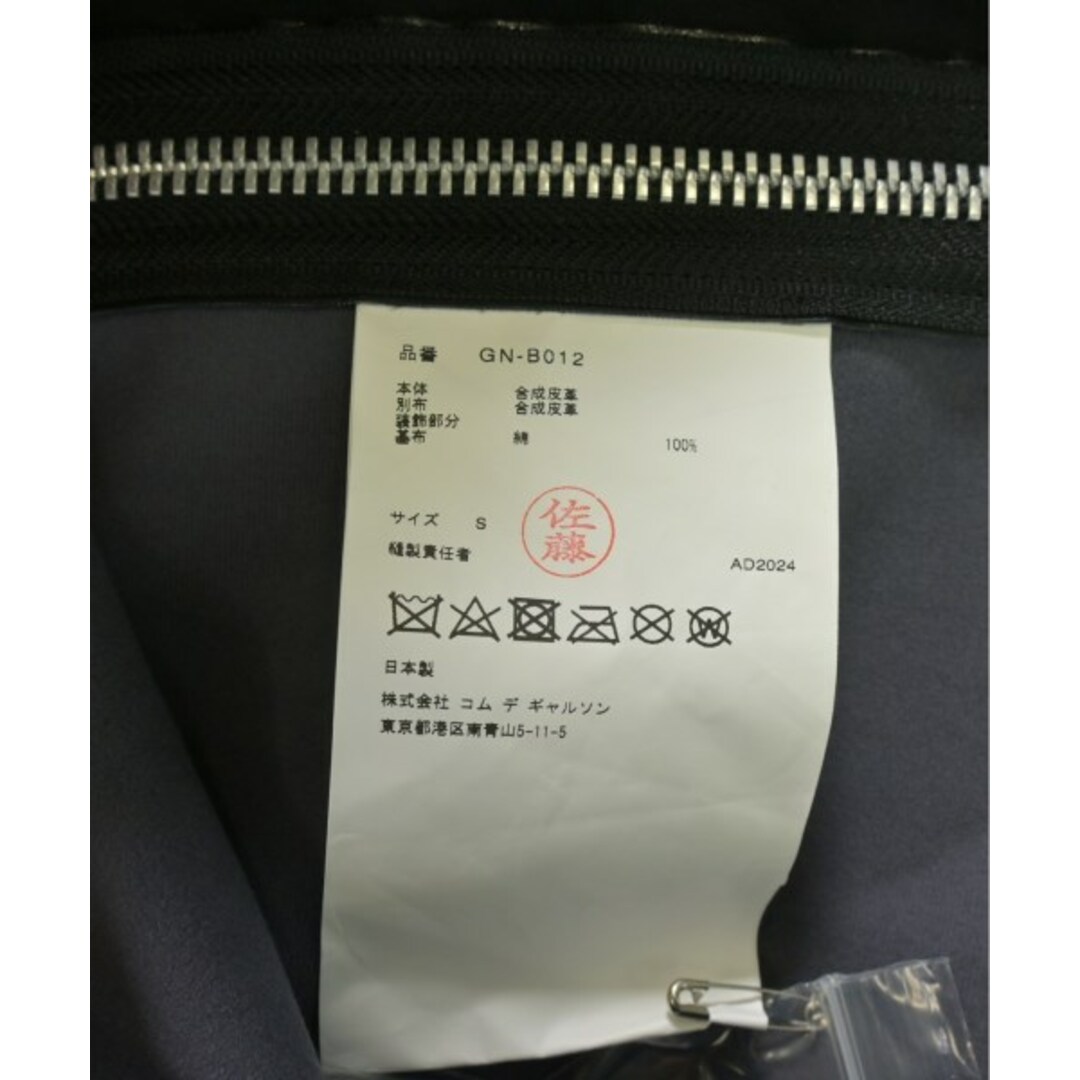 品番 GN-B012
本体 合成皮革
別布 合成皮革
装飾部分
基布 綿 100%
サイズ S
佐藤
縫製責任者
AD2024
W
日本製
株式会社 コム デ ギャルソン
東京都港区南青山5-11-5